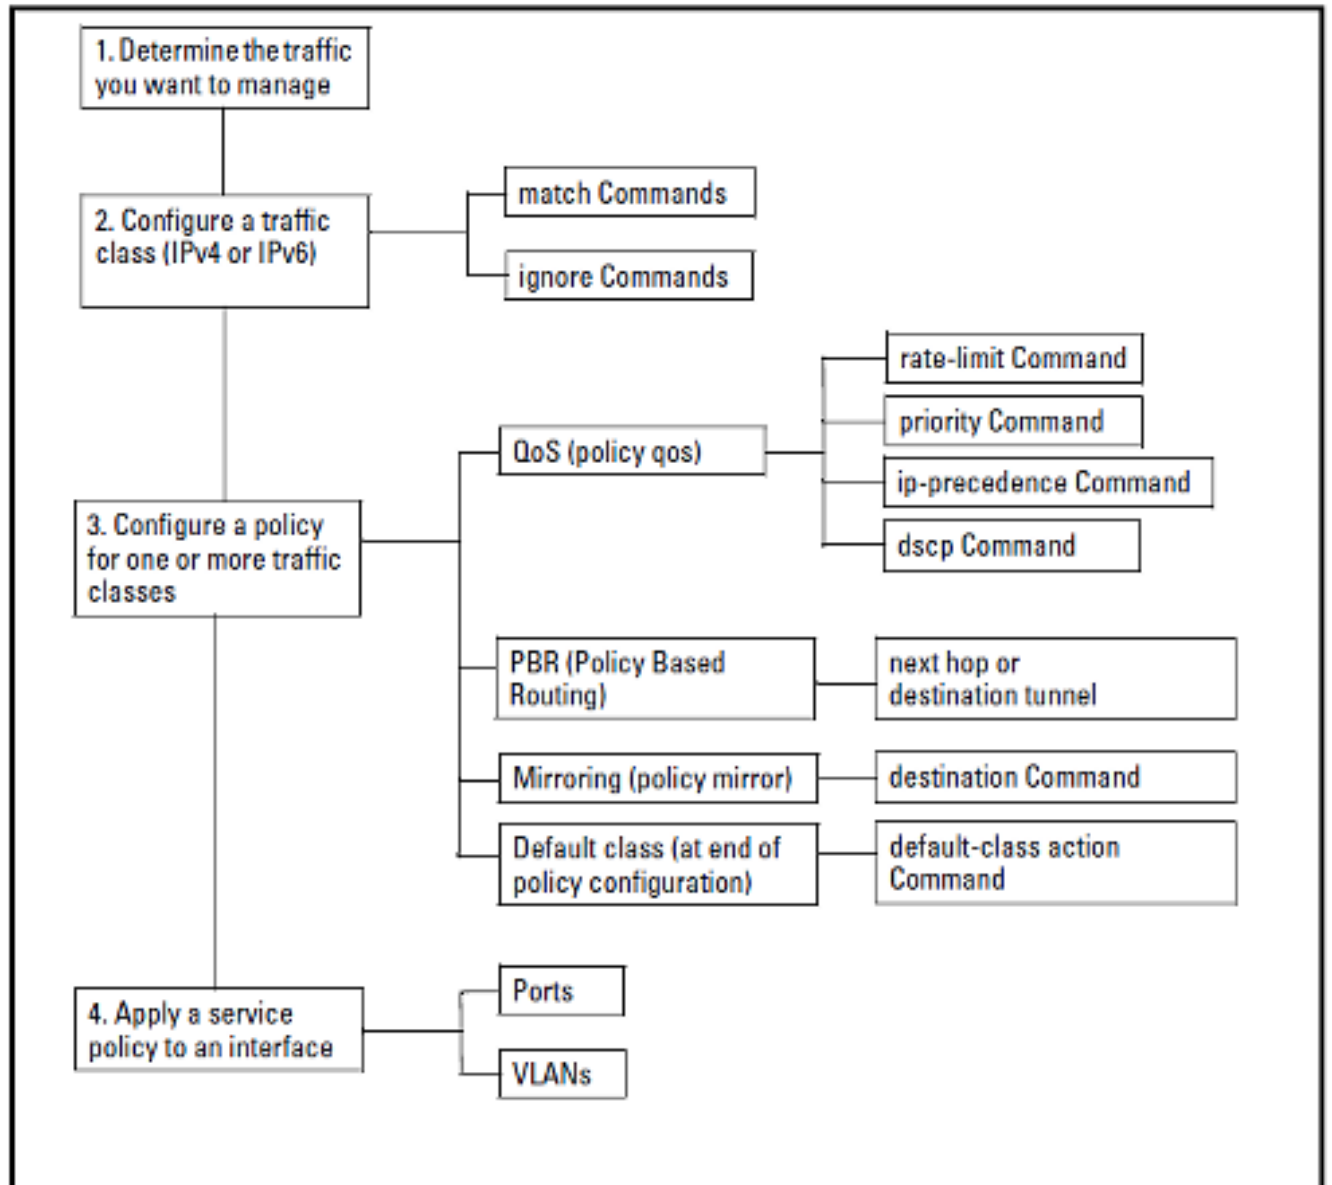 1. Determine the traffic
you want to manage
2. Configure a traffic
class (IPv4 or IPv6)
match Commands
ignore Commands
3. Configure a policy
for one or more traffic
classes
QoS (policy qos)
rate-limit Command
priority Command
ip-precedence Command
dscp Command
PBR (Policy Based
Routing)
next hop or
destination tunnel
Mirroring (policy mirror)
destination Command
Default class (at end of
policy configuration)
default-class action
Command
4. Apply a service
policy to an interface
Ports
VLANs